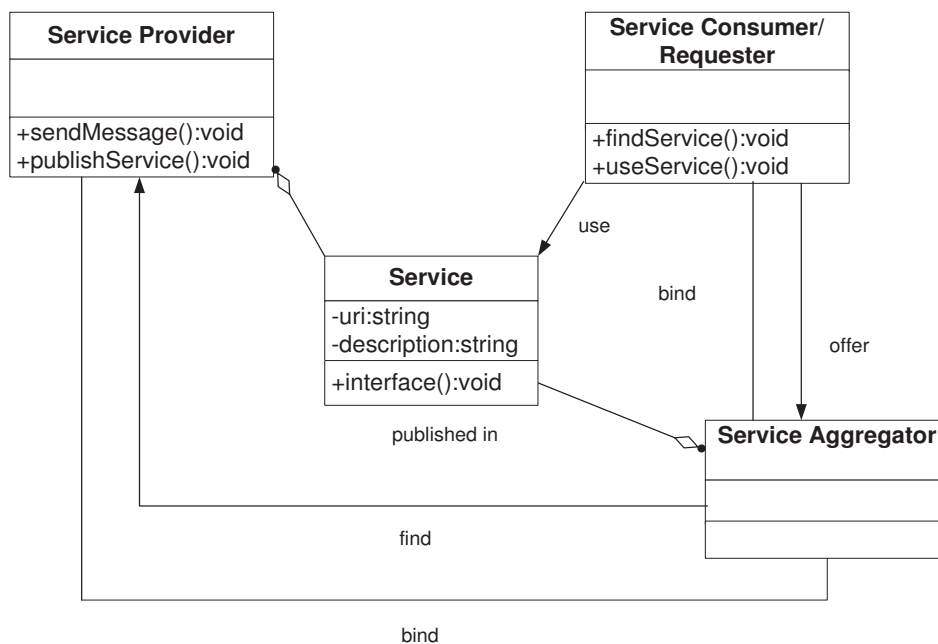 Service Provider
+sendMessage():void
+publishService():void
Service Consumer/
Requester
+findService():void
+useService():void
use
Service
-uri:string
-description:string
+interface():void
bind
offer
published in
Service Aggregator
find
bind